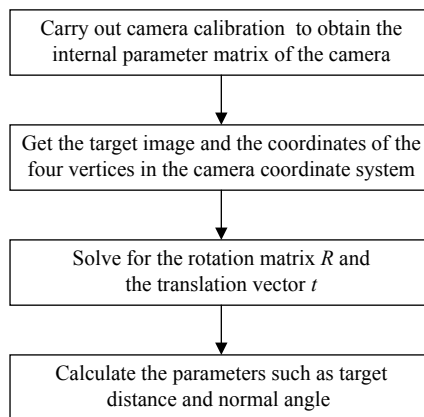 Carry out camera calibration to obtain the
internal parameter matrix of the camera
Get the target image and the coordinates of the
four vertices in the camera coordinate system
Solve for the rotation matrix R and
the translation vector t
Calculate the parameters such as target
distance and normal angle